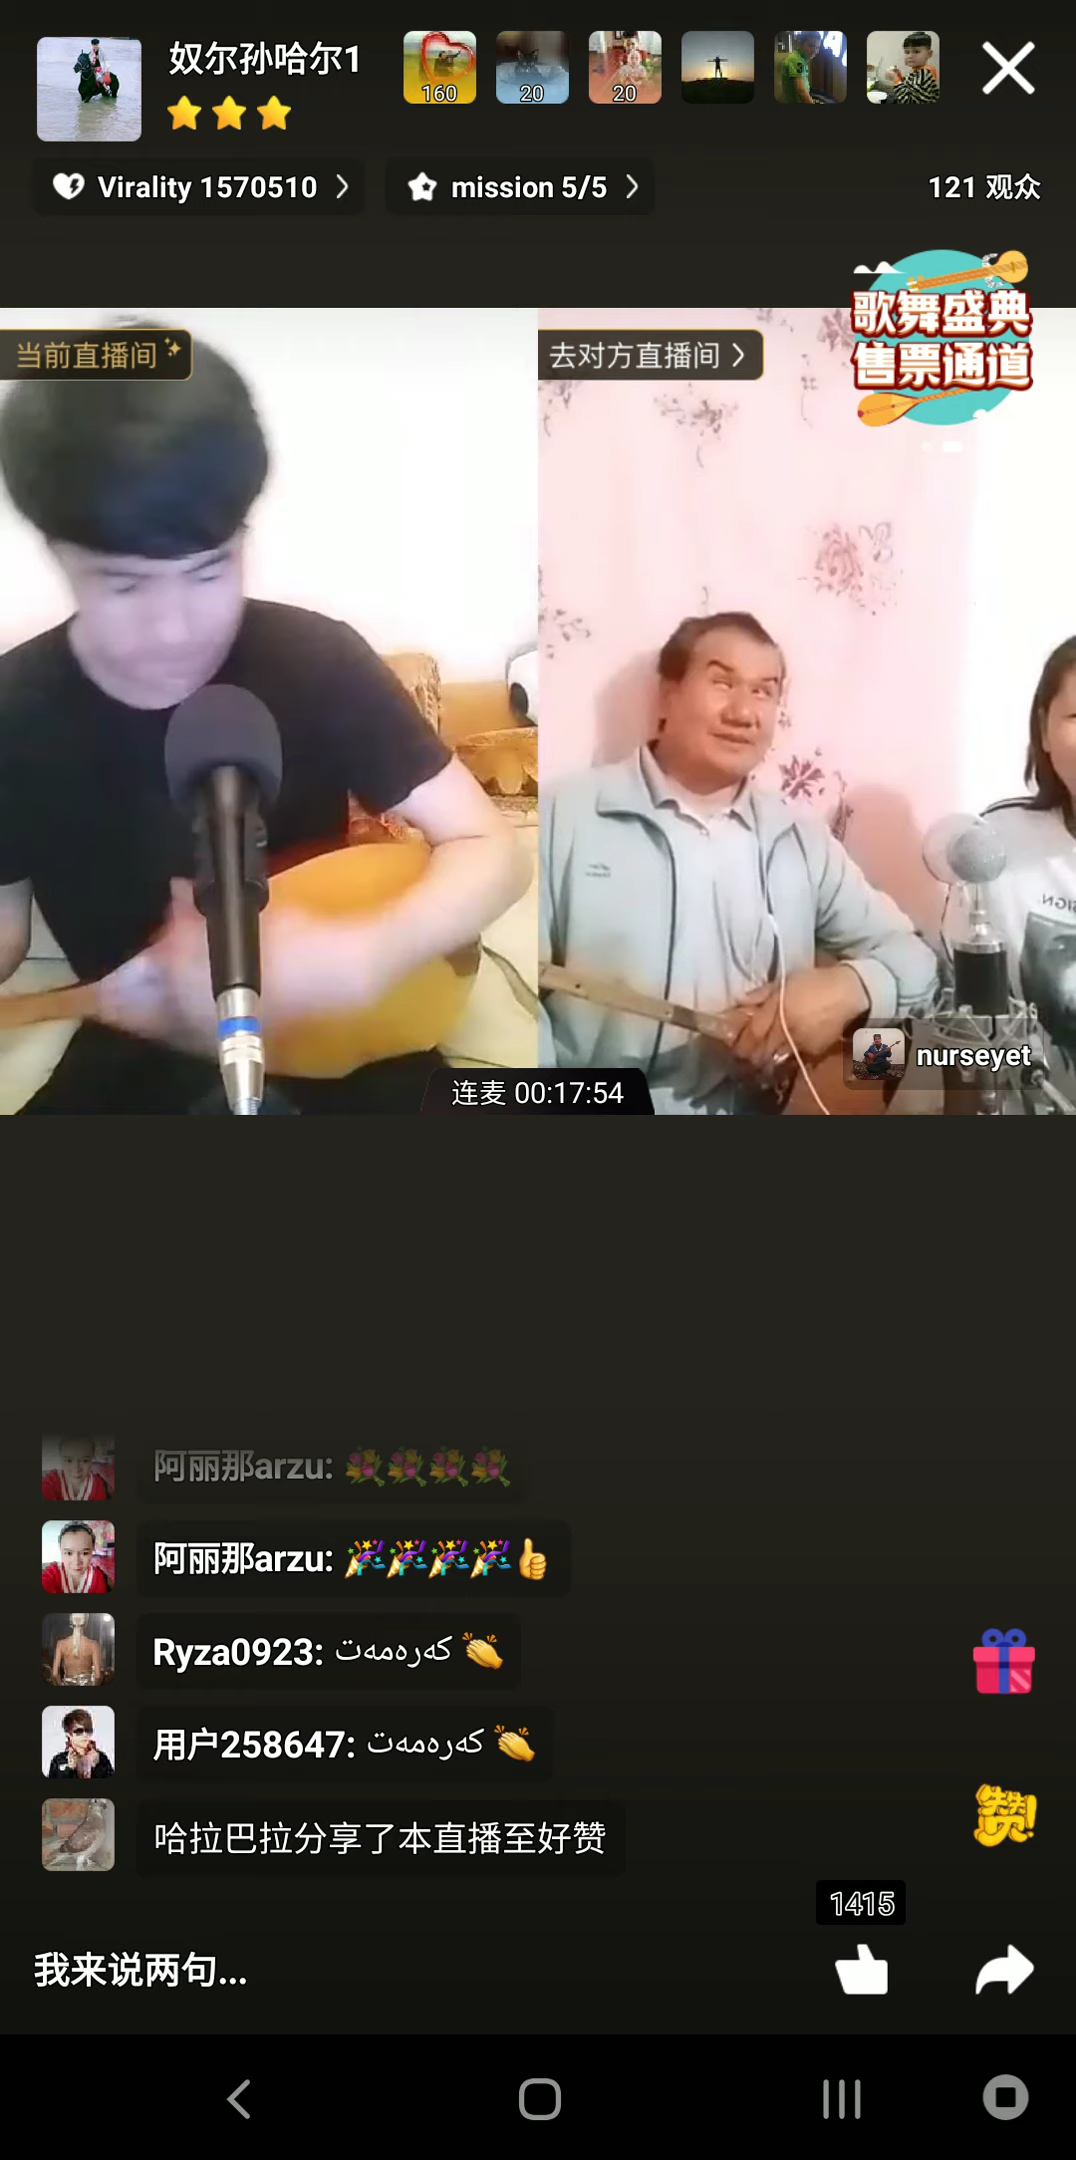 奴尔孙哈尔1
160
20
20
Virality 1570510
mission 5/5
121 观众
歌舞盛典
售票通道
当前直播间
去对方直播间
nurseyet
连麦 00:17:54
阿丽那arzu: 💐💐💐💐
阿丽那arzu: 🎉🎉🎉🎉👍
Ryza0923: كەرەمەت 👏
用户258647: كەرەمەت 👏
哈拉巴拉分享了本直播至好赞
赞!
1415
我来说两句...